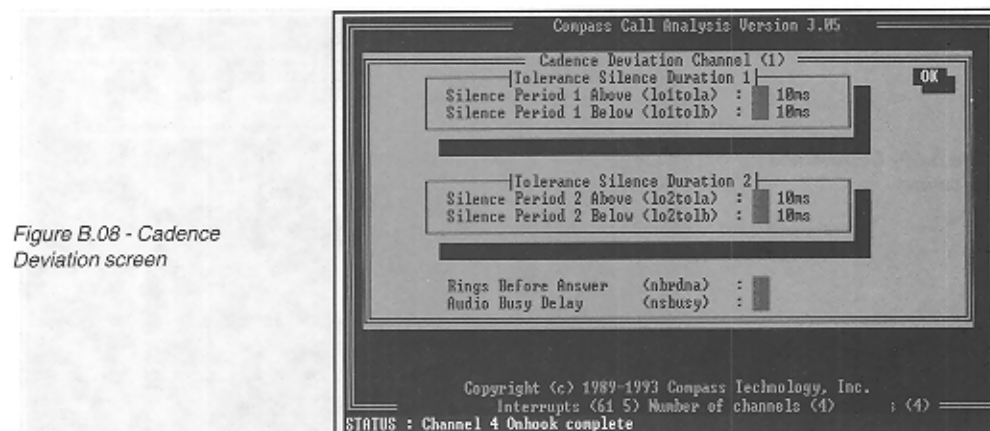 Compass Call Analysis Version 3.05
Cadence Deviation Channel (1)
Tolerance Silence Duration 1
OK
Silence Period 1 Above (lo1tola) : 10ms
Silence Period 1 Below (lo1tolb) : 10ms
Tolerance Silence Duration 2
Silence Period 2 Above (lo2tola) : 10ms
Silence Period 2 Below (lo2tolb) : 10ms
Rings Before Answer (nbrdna) :
Audio Busy Delay (nsbusy) :
Copyright (c) 1989-1993 Compass Technology, Inc.
Interrupts (61 5) Number of channels (4) ; (4)
STATUS : Channel 4 Onhook complete
Figure B.08 - Cadence
Deviation screen